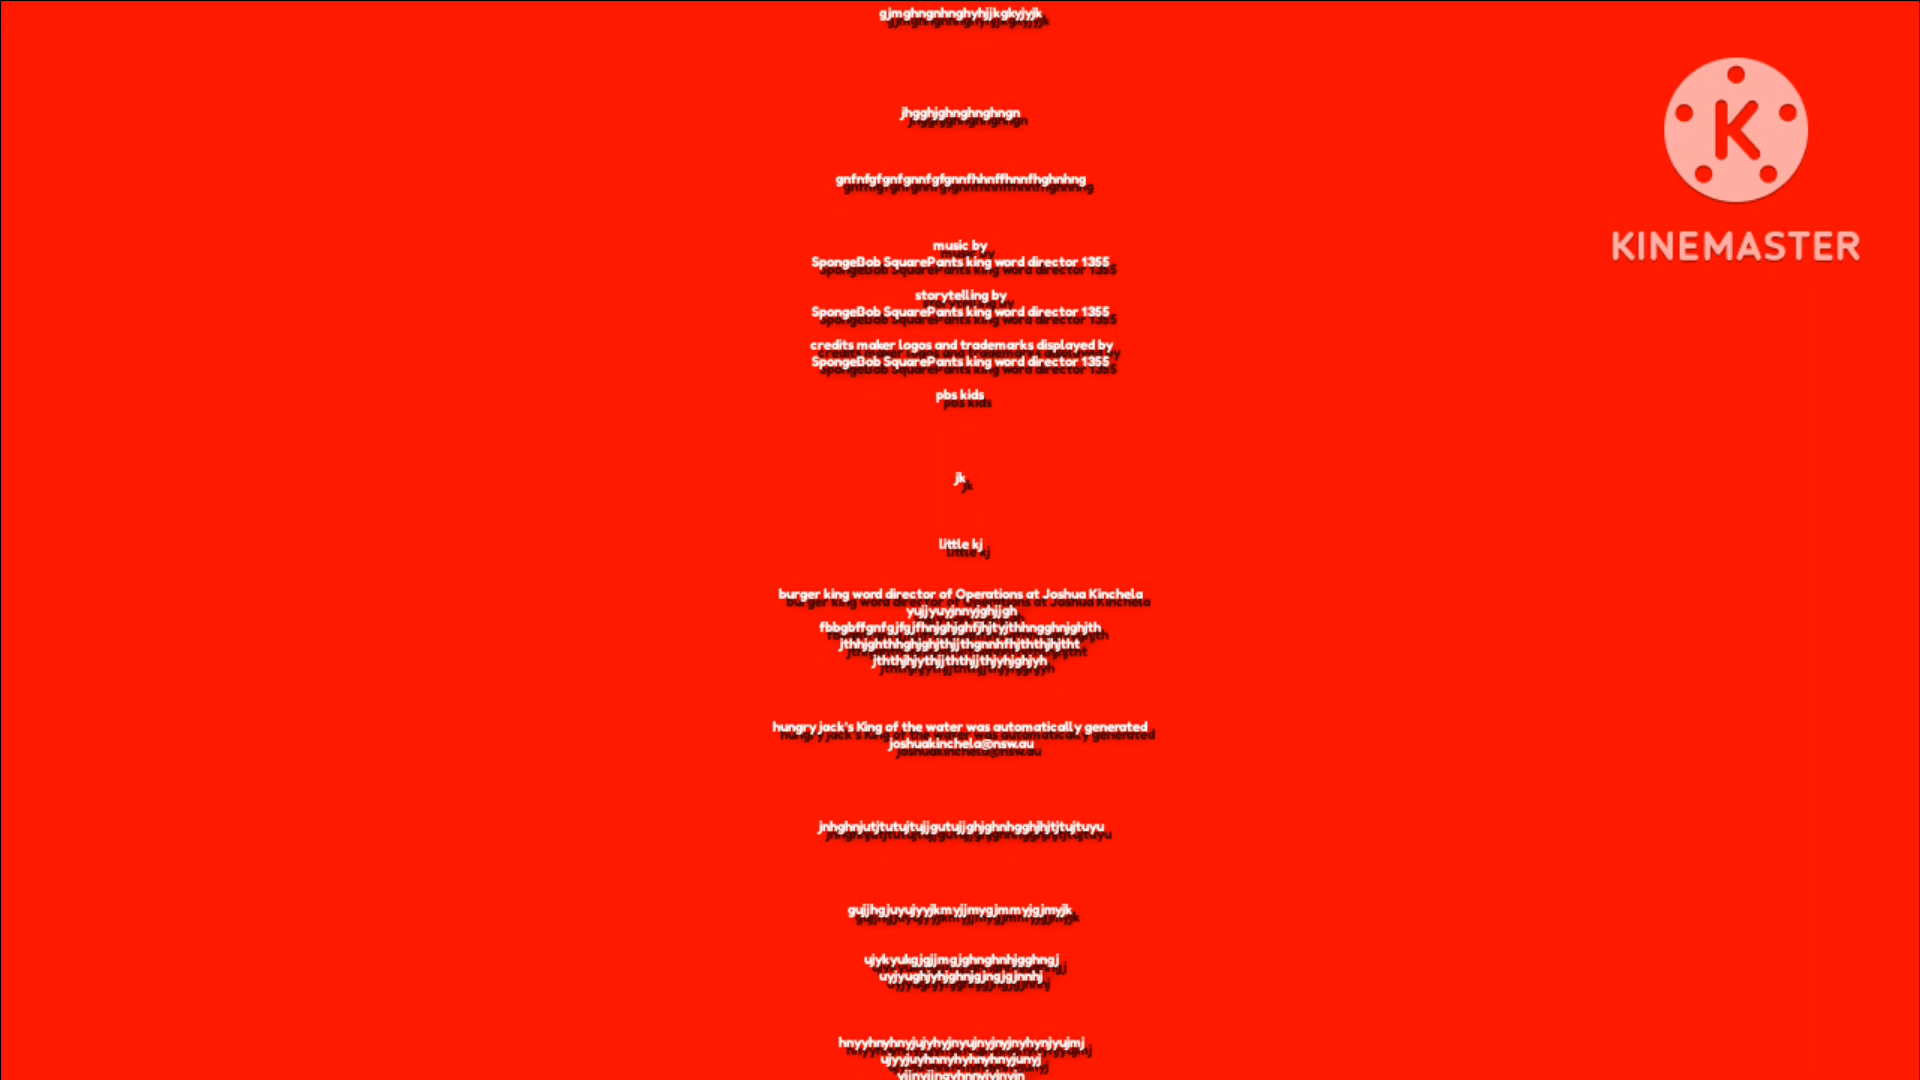 gjmghngnhnghyhjjkgkyjyjk
jhgghjghnghnghngn
gnfnfgfgnfgnnfgfgnnfhhnffhnnfhghnhng
music by
SpongeBob SquarePants king word director 1355
storytelling by
SpongeBob SquarePants king word director 1355
credits maker logos and trademarks displayed by
SpongeBob SquarePants king word director 1355
pbs kids
jk
little kj
burger king word director of Operations at Joshua Kinchela
yujjyuyjnnyjghjjgh
fbbgbffgnfgjfgjfhnjghjghfjhjtyjthhngghnjghjth
jthhjghthhghjghjthjjthgnnhfhjththjhjtht
jththjhjythjjththjjthjyhjghjyh
hungry jack's King of the water was automatically generated
joshuakinchela@nsw.au
jnhghnjutjtutujtujjgutujjghjghnhgghjhjtjtujtuyu
gujjhgjuyujyyjkmyjjmygjmmyjgjmyjk
ujykyukgjgjjmgjghnghnhjgghngj
uyjyughjyhjghnjgjngjgjnnhj
hnyyhnyhnyjujyhyjnyujnyjnyjnyhynjyujmj
ujyyjuyhnnyhyhnyhnyjunyj
K
KINEMASTER